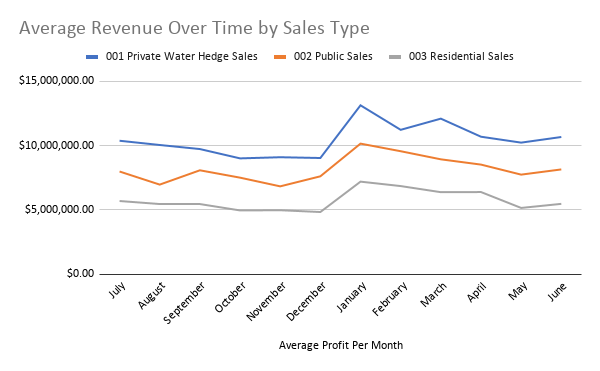 Average Revenue Over Time by Sales Type
001 Private Water Hedge Sales 002 Public Sales 003 Residential Sales
$15,000,000.00
$10,000,000.00
$5,000,000.00
$0.00
July August September October November December January February March April May June
Average Profit Per Month